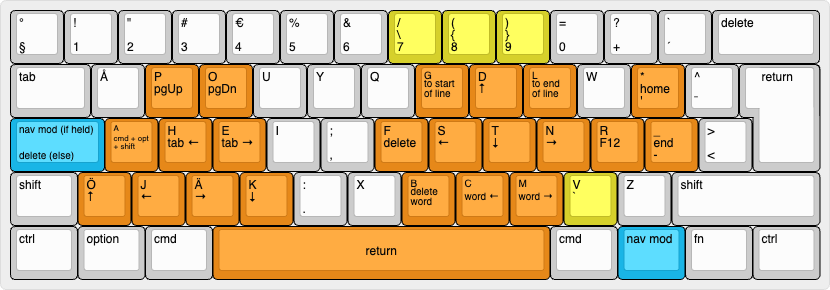 ° ! " # € % & / ( ) = ? ` delete
\ { }
§ 1 2 3 4 5 6 7 8 9 0 + ´
tab Å P O U Y Q G D L W * ^ return
pgUp pgDn to start ↑ to end home
of line of line ' ¨
nav mod (if held) A H E I ; F S T N R _ >
cmd + opt tab ← tab → delete ← ↓ → F12 end
+ shift
delete (else) , - <
shift Ö J Ä K : X B C M V Z shift
↑ ← → ↓ delete word ← word → `
word
.
ctrl option cmd return cmd nav mod fn ctrl